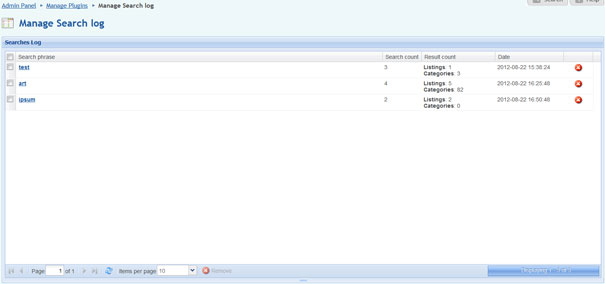 Search Help
Admin Panel Manage Plugins Manage Search log
Manage Search log
Searches Log
Search phrase Search count Result count Date
test 3 Listings: 1 2012-08-22 15:38:24
Categories: 3
art 4 Listings: 5 2012-08-22 16:25:48
Categories: 82
ipsum 2 Listings: 2 2012-08-22 16:50:48
Categories: 0
Page 1 of 1 Items per page: 10 Remove